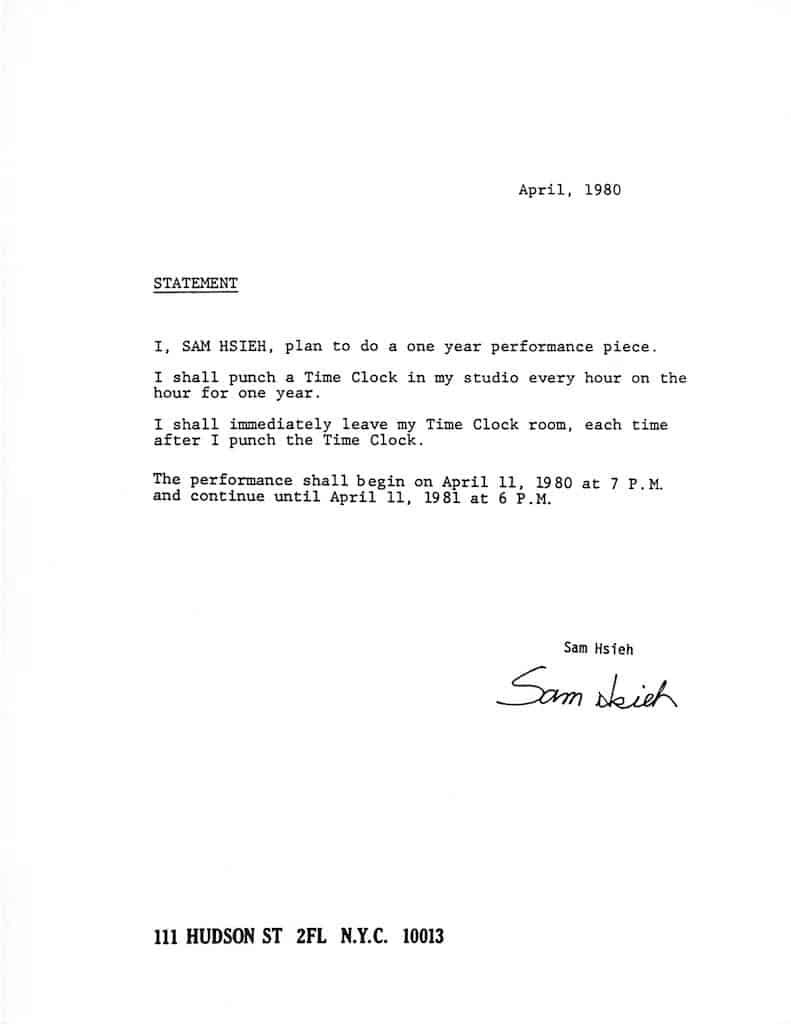 April, 1980
STATEMENT
I, SAM HSIEH, plan to do a one year performance piece.
I shall punch a Time Clock in my studio every hour on the
hour for one year.
I shall immediately leave my Time Clock room, each time
after I punch the Time Clock.
The performance shall begin on April 11, 1980 at 7 P.M.
and continue until April 11, 1981 at 6 P.M.
Sam Hsieh
Sam Hsieh
111 HUDSON ST 2FL N.Y.C. 10013